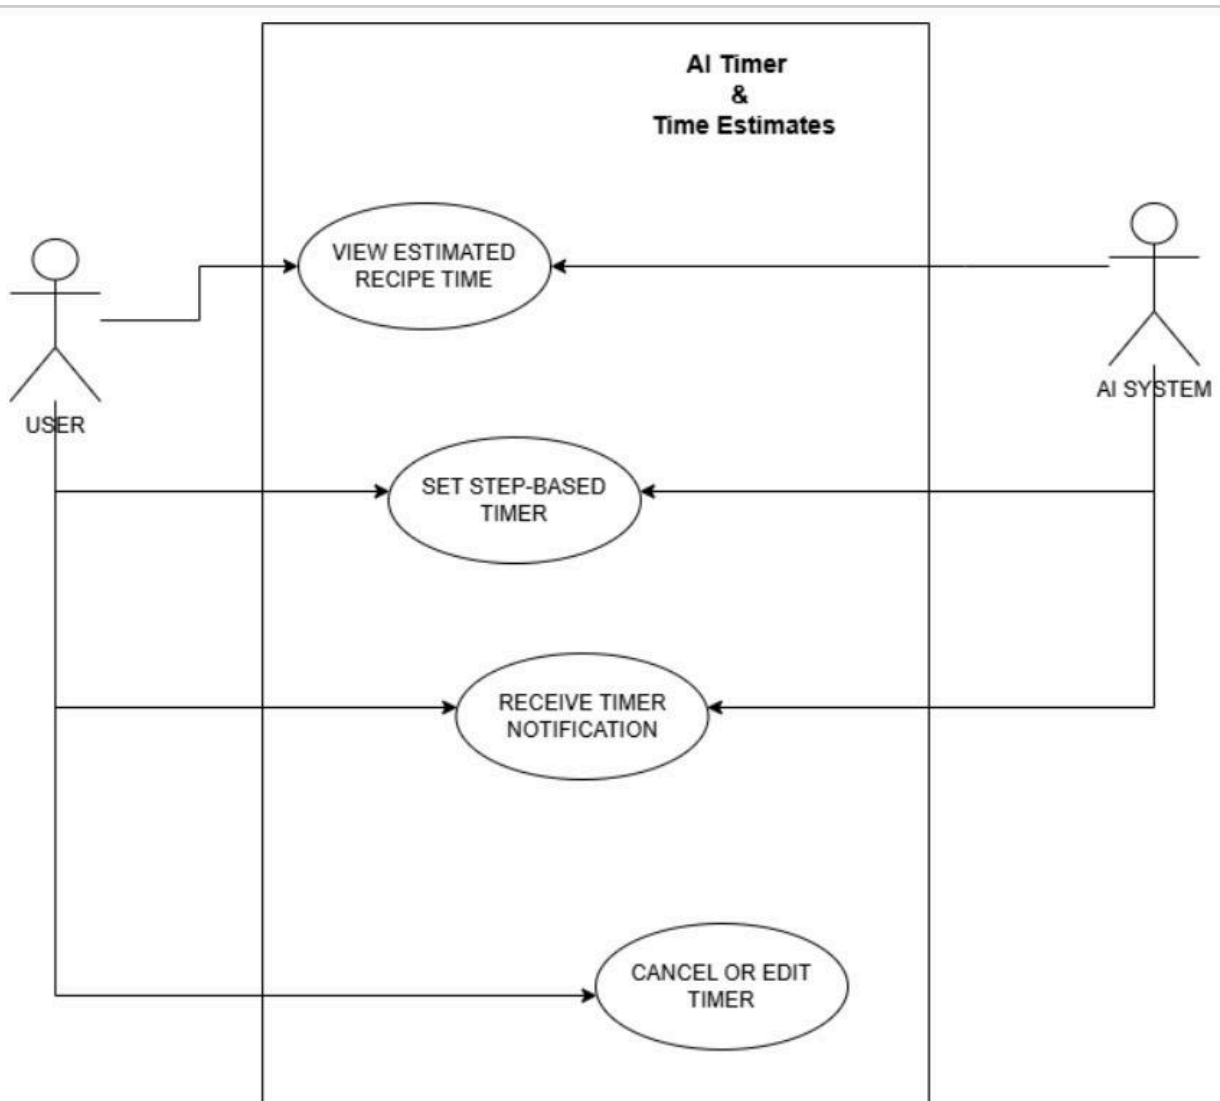 AI Timer
&
Time Estimates
VIEW ESTIMATED
RECIPE TIME
USER
AI SYSTEM
SET STEP-BASED
TIMER
RECEIVE TIMER
NOTIFICATION
CANCEL OR EDIT
TIMER